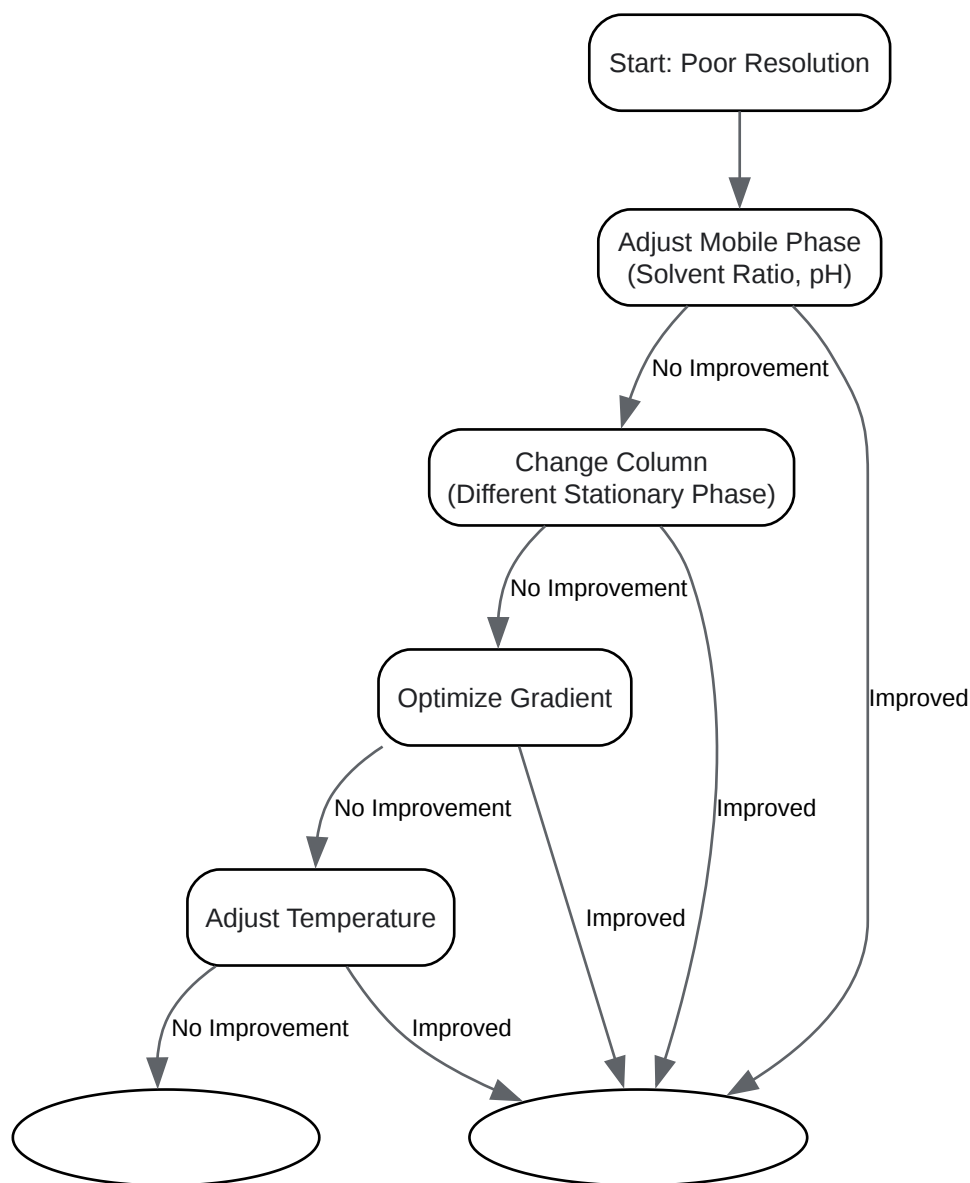 Start: Poor Resolution
Adjust Mobile Phase
(Solvent Ratio, pH)
No Improvement
Change Column
(Different Stationary Phase)
No Improvement
Optimize Gradient
Improved
No Improvement
Improved
Adjust Temperature
Improved
No Improvement
Improved